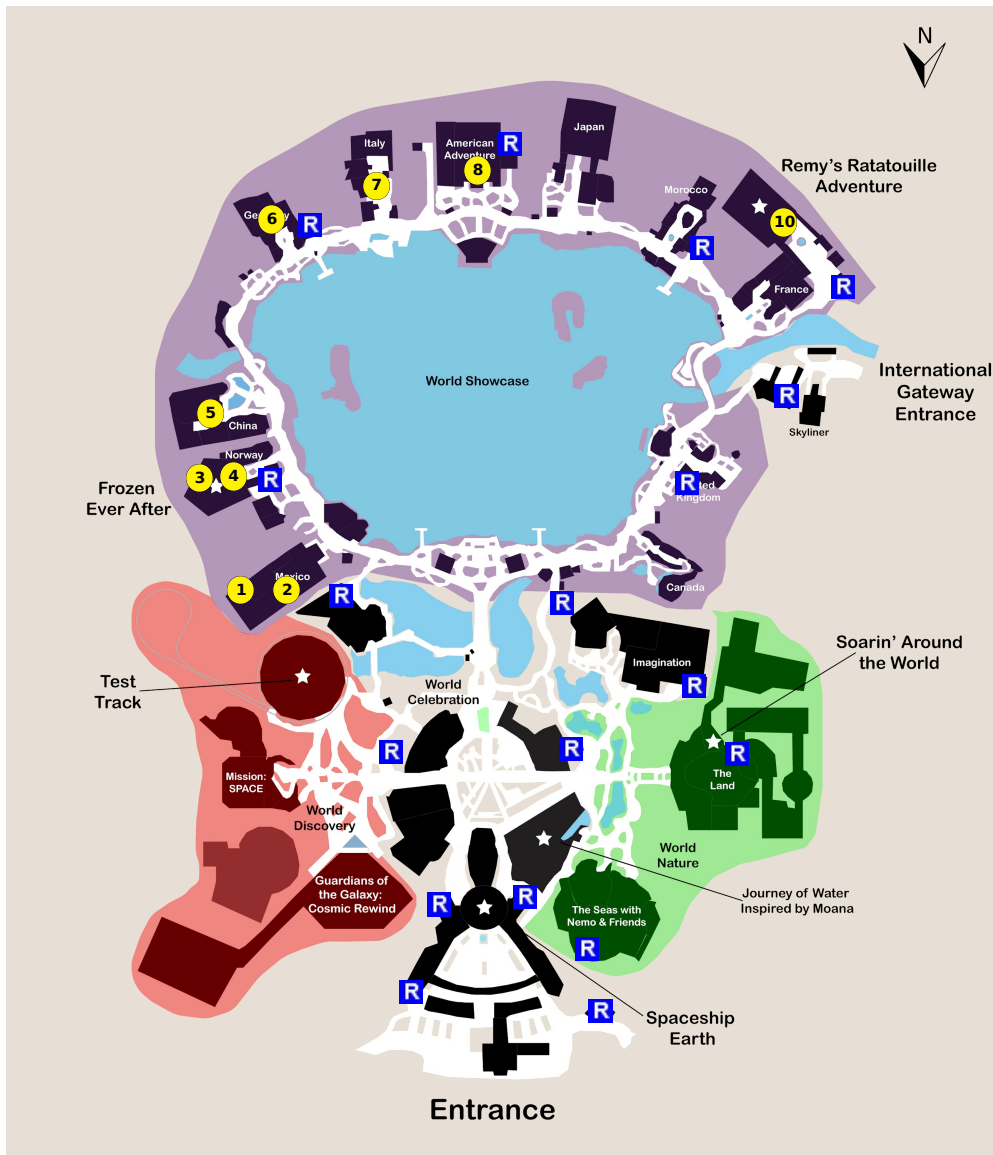 N
Japan
Italy
American
Adventure
8
R
Remy's Ratatouille
Adventure
7
Morocco
6
R
10
R
France
R
World Showcase
International
Gateway
Entrance
R
Skyliner
5
China
Norway
3
4
R
Frozen
Ever After
R
Kingdom
Mexico
1
2
R
Canada
R
Soarin' Around
the World
Imagination
R
Test
Track
World
Celebration
R
R
R
The
Land
Mission:
SPACE
World
Discovery
World
Nature
Guardians of
the Galaxy:
Cosmic Rewind
Journey of Water
Inspired by Moana
R
R
The Seas with
Nemo & Friends
R
R
R
Spaceship
Earth
Entrance